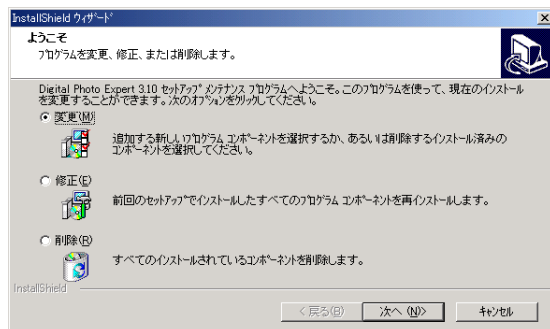 InstallShield ウィザード
ようこそ
プログラムを変更、修正、または削除します。
Digital Photo Expert 3.10 セットアップ メンテナンス プログラムへようこそ。このプログラムを使って、現在のインストール
を変更することができます。次のオプションをクリックしてください。
変更(M)
追加する新しいプログラム コンポーネントを選択するか、あるいは削除するインストール済みの
コンポーネントを選択してください。
修正(E)
前回のセットアップでインストールしたすべてのプログラム コンポーネントを再インストールします。
削除(R)
すべてのインストールされているコンポーネントを削除します。
InstallShield
< 戻る(B) 次へ (N)> キャンセル